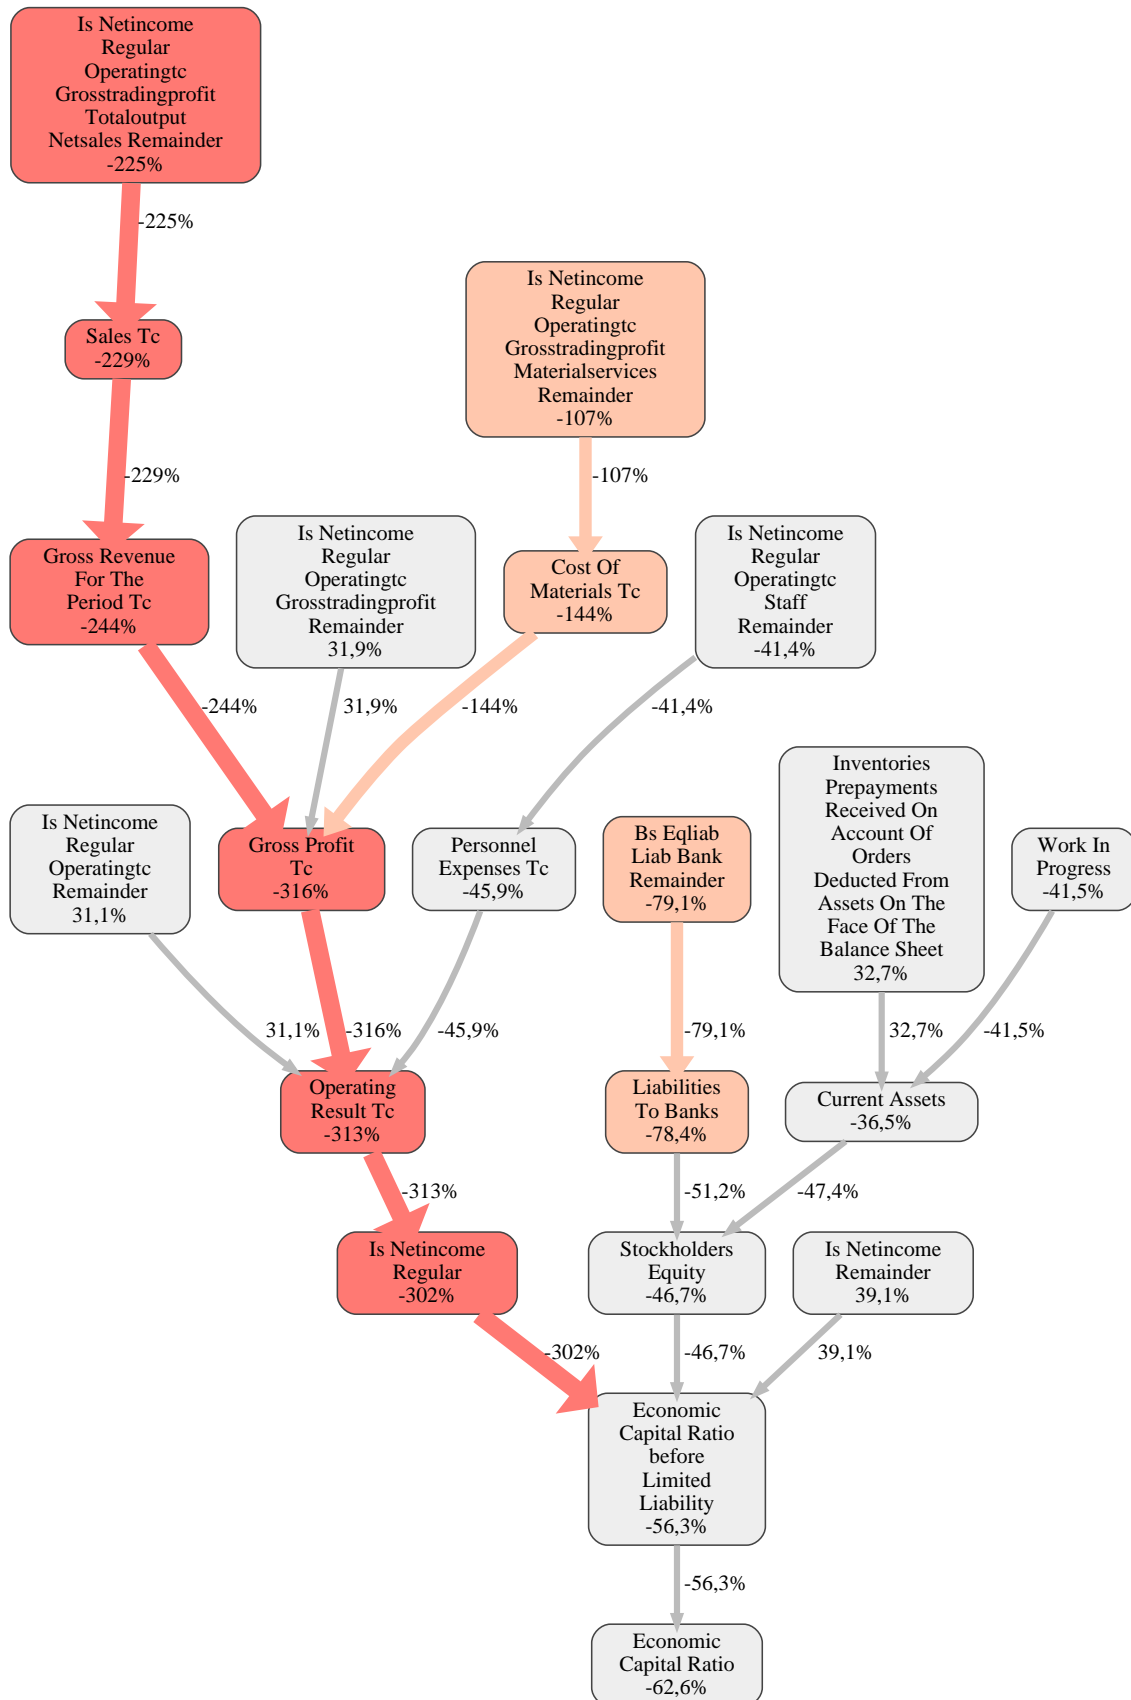 Is Netincome
Regular
Operatingtc
Grosstradingprofit
Totaloutput
Netsales Remainder
-225%
-225%
Is Netincome
Regular
Operatingtc
Grosstradingprofit
Materialservices
Remainder
-107%
Sales Tc
-229%
-229%
-107%
Gross Revenue
For The
Period Tc
-244%
Is Netincome
Regular
Operatingtc
Grosstradingprofit
Remainder
31,9%
Cost Of
Materials Tc
-144%
Is Netincome
Regular
Operatingtc
Staff
Remainder
-41,4%
-244%
31,9%
-144%
-41,4%
Is Netincome
Regular
Operatingtc
Remainder
31,1%
Gross Profit
Tc
-316%
Personnel
Expenses Tc
-45,9%
Bs Eqliab
Liab Bank
Remainder
-79,1%
Inventories
Prepayments
Received On
Account Of
Orders
Deducted From
Assets On The
Face Of The
Balance Sheet
32,7%
Work In
Progress
-41,5%
31,1%
-316%
-45,9%
-79,1%
32,7%
-41,5%
Operating
Result Tc
-313%
Liabilities
To Banks
-78,4%
Current Assets
-36,5%
-313%
-51,2%
-47,4%
Is Netincome
Regular
-302%
Stockholders
Equity
-46,7%
Is Netincome
Remainder
39,1%
-302%
-46,7%
39,1%
Economic
Capital Ratio
before
Limited
Liability
-56,3%
-56,3%
Economic
Capital Ratio
-62,6%